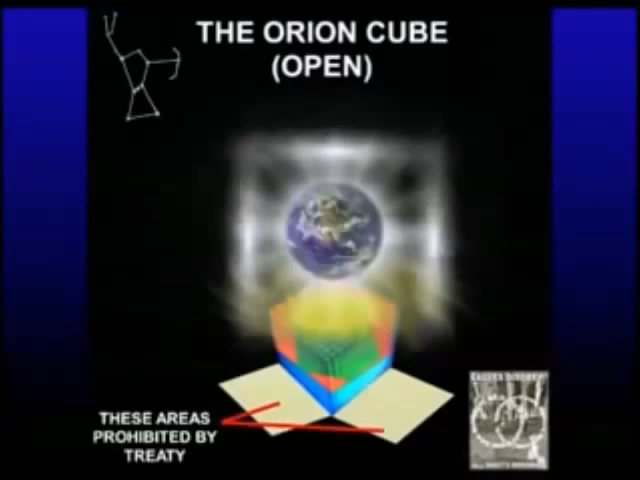 THE ORION CUBE
(OPEN)
THESE AREAS
PROHIBITED BY
TREATY